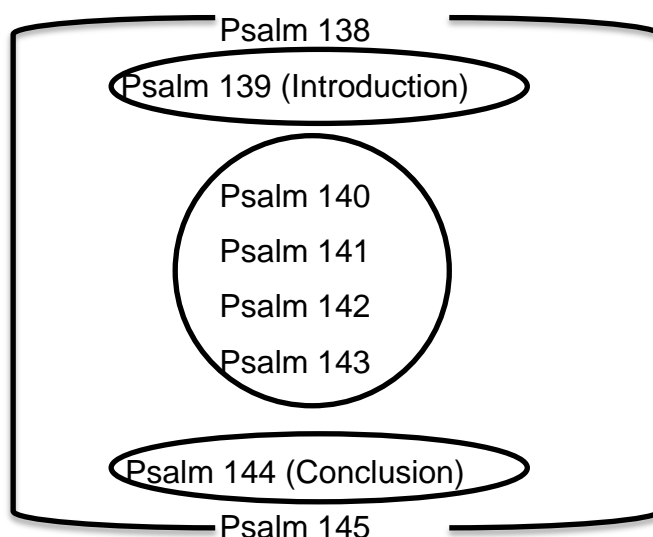 Psalm 138
Psalm 139 (Introduction)
Psalm 140
Psalm 141
Psalm 142
Psalm 143
Psalm 144 (Conclusion)
Psalm 145